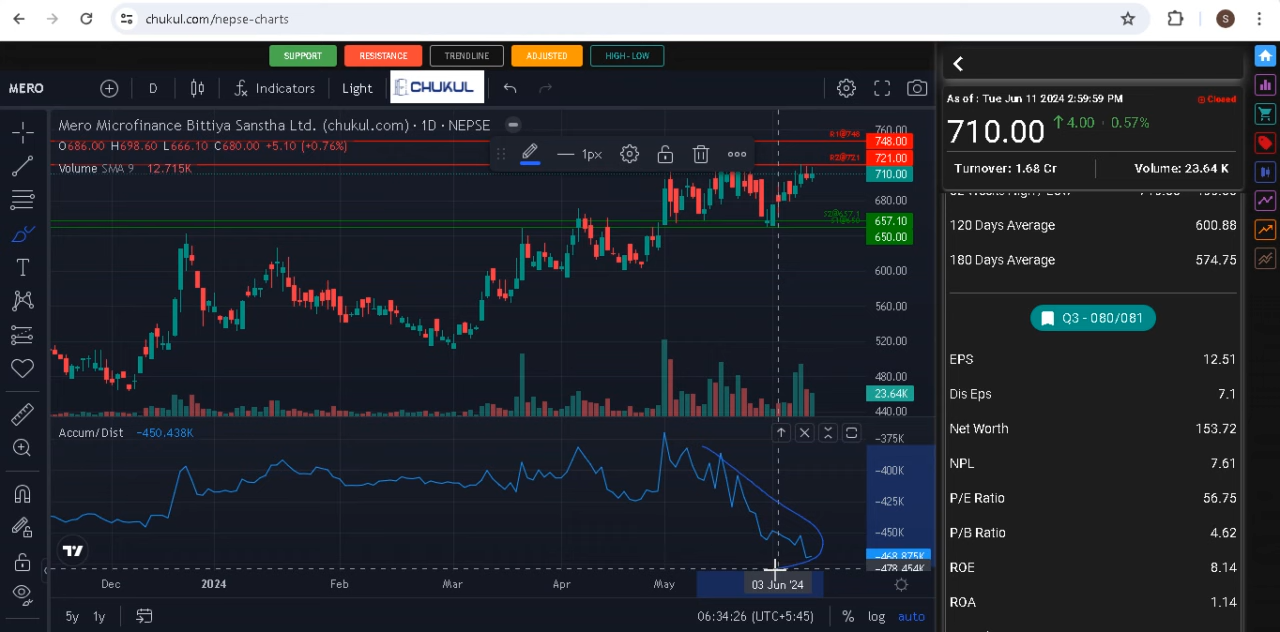 chukul.com/nepse-charts
S
SUPPORT RESISTANCE TRENDLINE ADJUSTED HIGH-LOW
MERO D Indicators Light CHUKUL
Mero Microfinance Bittiya Sanstha Ltd. (chukul.com) · 1D · NEPSE
O686.00 H698.60 L666.10 C680.00 +5.10 (+0.76%)
Volume SMA 9 12.715K
1px
R1@748
R2@721
760.00
748.00
721.00
710.00
680.00
657.10
650.00
600.00
560.00
520.00
480.00
23.64K
440.00
Accum/Dist -450.438K
-375K
-400K
-425K
-450K
-468.875K
-478.454K
Dec 2024 Feb Mar Apr May 03 Jun '24
5y 1y 06:34:26 (UTC+5:45) % log auto
As of : Tue Jun 11 2024 2:59:59 PM Closed
710.00 4.00 0.57%
Turnover: 1.68 Cr Volume: 23.64 K
120 Days Average 600.88
180 Days Average 574.75
Q3 - 080/081
EPS 12.51
Dis Eps 7.1
Net Worth 153.72
NPL 7.61
P/E Ratio 56.75
P/B Ratio 4.62
ROE 8.14
ROA 1.14